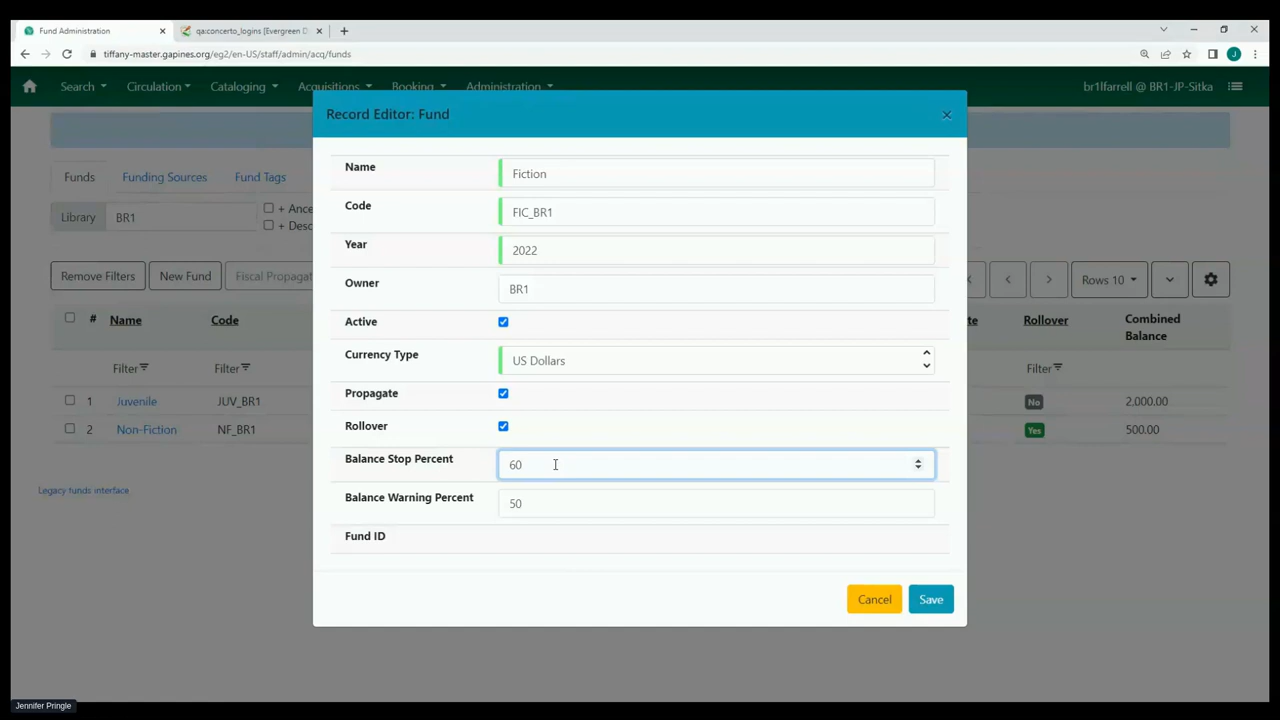 Fund Administration
qa:concerto_logins [Evergreen D
tiffany-master.gapines.org/eg2/en-US/staff/admin/acq/funds
J
Search
Circulation
Cataloging
Acquisitions
Booking
Administration
br1lfarrell @ BR1-JP-Sitka
Record Editor: Fund
Funds
Funding Sources
Fund Tags
Library
BR1
+ Ance
+ Desc
Remove Filters
New Fund
Fiscal Propagat
Rows 10
#
Name
Code
te
Rollover
Combined
Balance
Filter
Filter
Filter
1
Juvenile
JUV_BR1
No
2,000.00
2
Non-Fiction
NF_BR1
Yes
500.00
Legacy funds interface
Name
Fiction
Code
FIC_BR1
Year
2022
Owner
BR1
Active
Currency Type
US Dollars
Propagate
Rollover
Balance Stop Percent
60
Balance Warning Percent
50
Fund ID
Cancel
Save
Jennifer Pringle